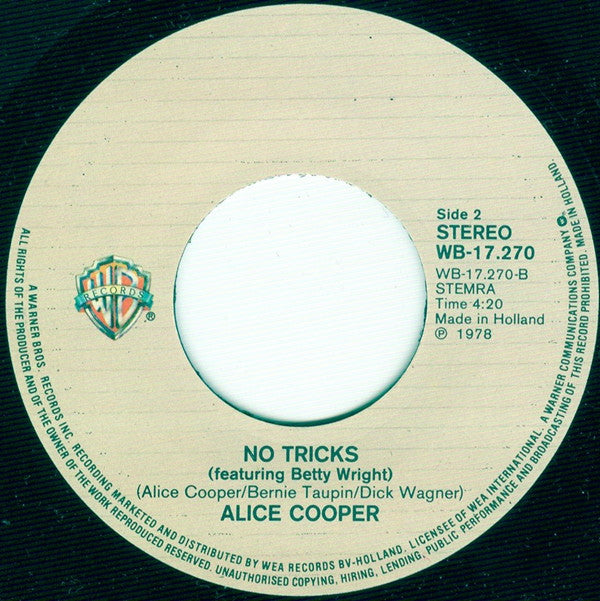 Side 2
STEREO
WB-17.270
WB-17.270-B
STEMRA
Time 4:20
Made in Holland
℗ 1978
WB
RECORDS
®
NO TRICKS
(featuring Betty Wright)
(Alice Cooper/Bernie Taupin/Dick Wagner)
ALICE COOPER
A WARNER BROS. RECORDS INC. RECORDING MARKETED AND DISTRIBUTED BY WEA RECORDS BV-HOLLAND. LICENSEE OF WEA INTERNATIONAL. A WARNER COMMUNICATIONS COMPANY
ALL RIGHTS OF THE PRODUCER AND OF THE OWNER OF THE WORK REPRODUCED RESERVED. UNAUTHORISED COPYING, HIRING, LENDING, PUBLIC PERFORMANCE AND BROADCASTING OF THIS RECORD PROHIBITED. MADE IN HOLLAND.